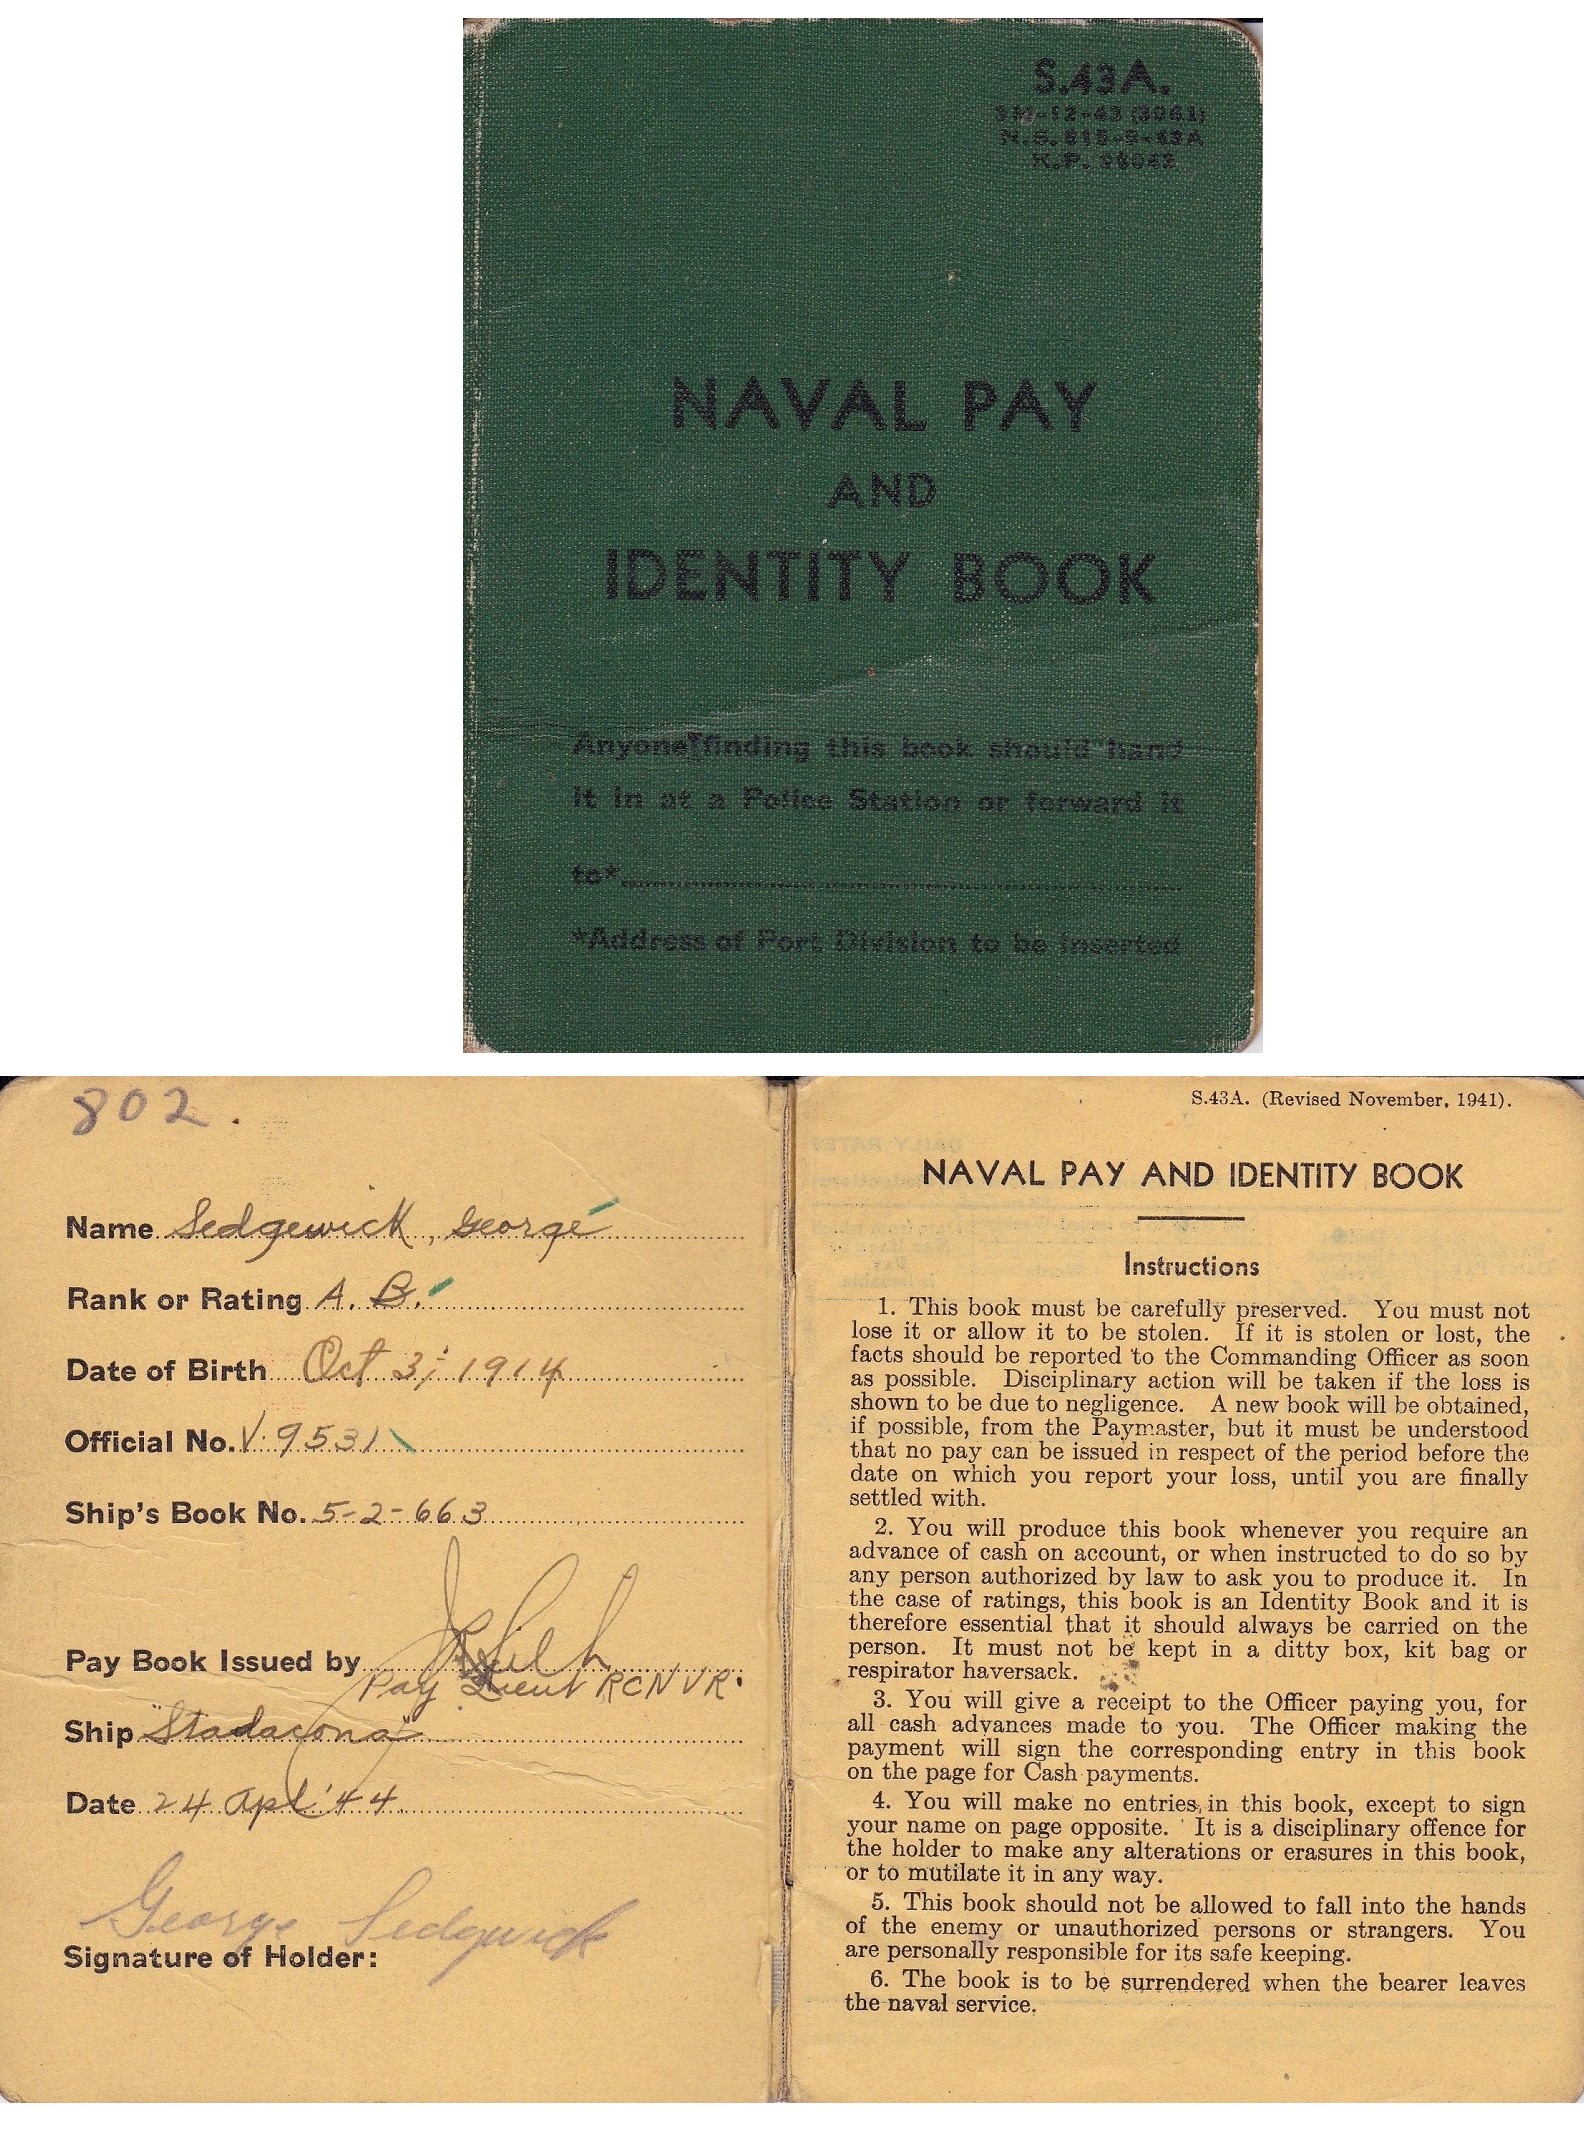 S.43A.
3M-12-43 (3061)
N.S. 815-9-43A
K.P. 98042
NAVAL PAY
AND
IDENTITY BOOK
Anyone finding this book should hand
it in at a Police Station or forward it
to*
*Address of Port Division to be inserted
802.
Name Sedgewick, George
Rank or Rating A. B.
Date of Birth Oct 3, 1914
Official No. V. 9531
Ship's Book No. 5-2-663
Pay Book Issued by
Pay Lieut RCNVR.
Ship "Stadacona"
Date 24 Apl '44
George Sedgwick
Signature of Holder:
S.43A. (Revised November, 1941).
NAVAL PAY AND IDENTITY BOOK
Instructions
1. This book must be carefully preserved. You must not
lose it or allow it to be stolen. If it is stolen or lost, the
facts should be reported to the Commanding Officer as soon
as possible. Disciplinary action will be taken if the loss is
shown to be due to negligence. A new book will be obtained,
if possible, from the Paymaster, but it must be understood
that no pay can be issued in respect of the period before the
date on which you report your loss, until you are finally
settled with.
2. You will produce this book whenever you require an
advance of cash on account, or when instructed to do so by
any person authorized by law to ask you to produce it. In
the case of ratings, this book is an Identity Book and it is
therefore essential that it should always be carried on the
person. It must not be kept in a ditty box, kit bag or
respirator haversack.
3. You will give a receipt to the Officer paying you, for
all cash advances made to you. The Officer making the
payment will sign the corresponding entry in this book
on the page for Cash payments.
4. You will make no entries in this book, except to sign
your name on page opposite. It is a disciplinary offence for
the holder to make any alterations or erasures in this book,
or to mutilate it in any way.
5. This book should not be allowed to fall into the hands
of the enemy or unauthorized persons or strangers. You
are personally responsible for its safe keeping.
6. The book is to be surrendered when the bearer leaves
the naval service.